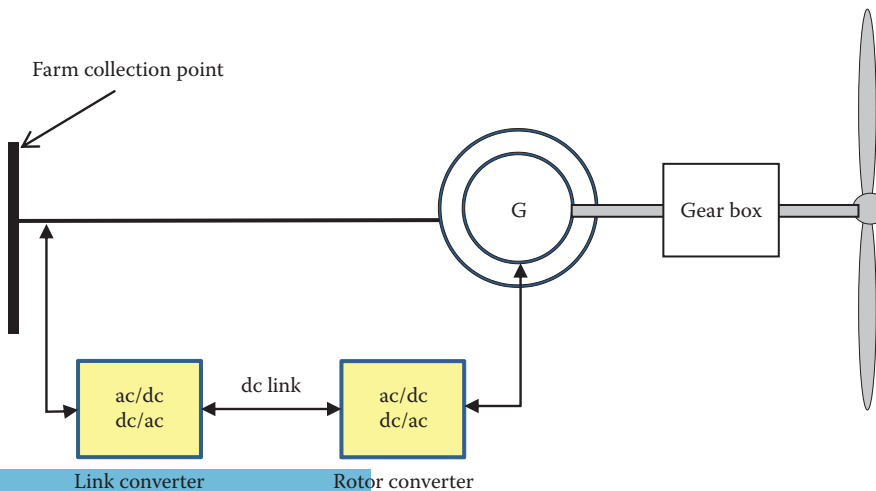 Farm collection point
G
Gear box
ac/dc
dc/ac
dc link
ac/dc
dc/ac
Link converter
Rotor converter